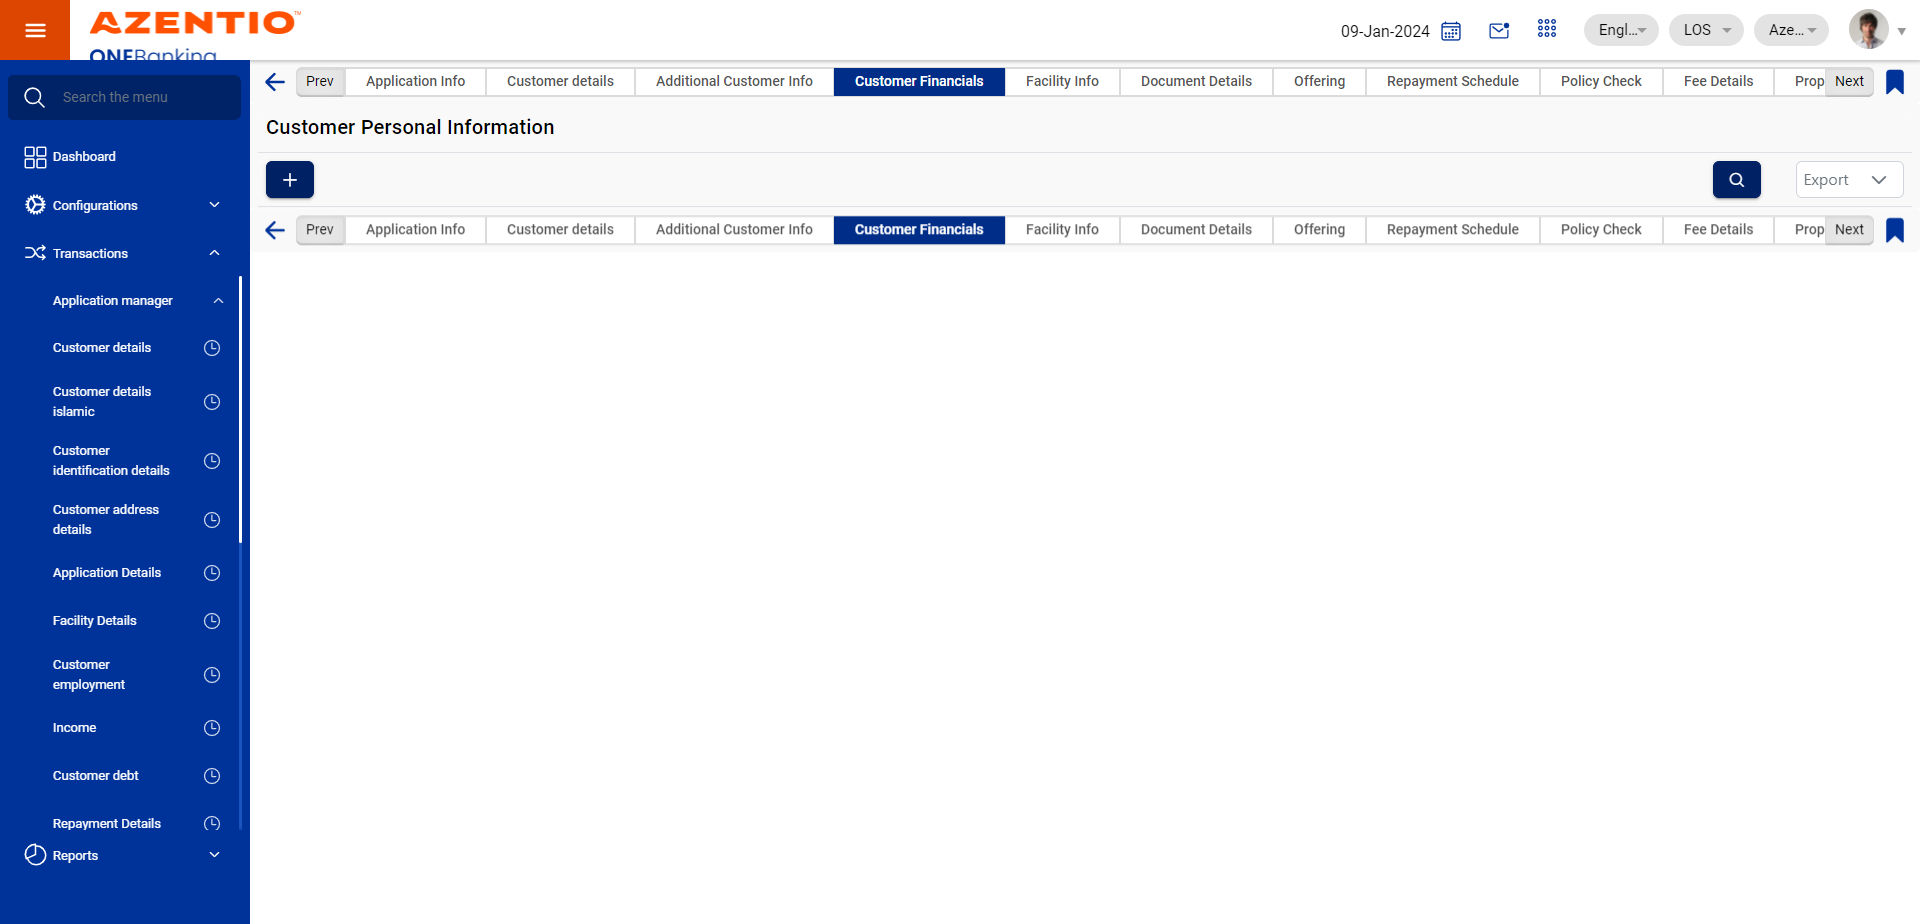 AZENTIO™
ONEBanking
09-Jan-2024
Engl...
LOS
Aze...
Search the menu
Dashboard
Configurations
Transactions
Application manager
Customer details
Customer details
islamic
Customer
identification details
Customer address
details
Application Details
Facility Details
Customer
employment
Income
Customer debt
Repayment Details
Reports
Prev Application Info Customer details Additional Customer Info Customer Financials Facility Info Document Details Offering Repayment Schedule Policy Check Fee Details Prop Next
Customer Personal Information
Export
Prev Application Info Customer details Additional Customer Info Customer Financials Facility Info Document Details Offering Repayment Schedule Policy Check Fee Details Prop Next